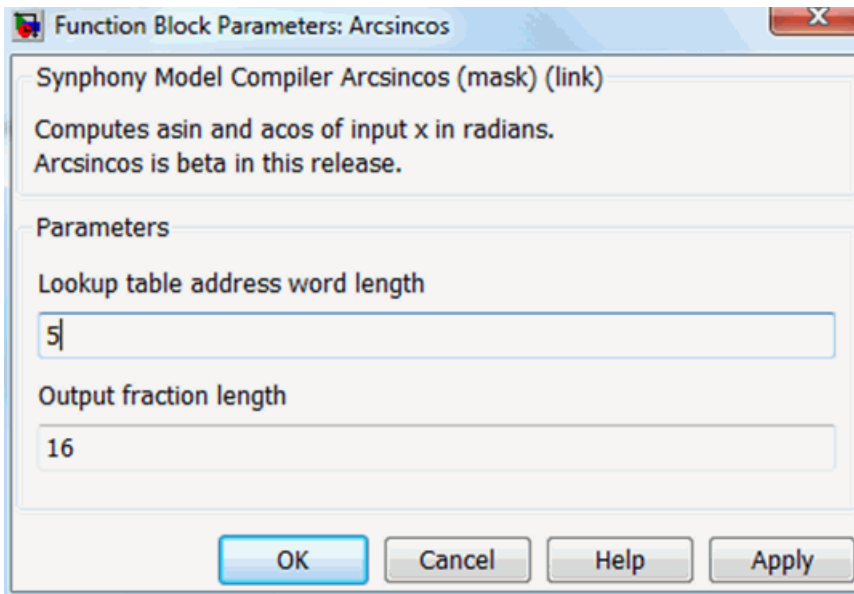 Function Block Parameters: Arcsincos
Synphony Model Compiler Arcsincos (mask) (link)
Computes asin and acos of input x in radians.
Arcsincos is beta in this release.
Parameters
Lookup table address word length
5
Output fraction length
16
OK Cancel Help Apply